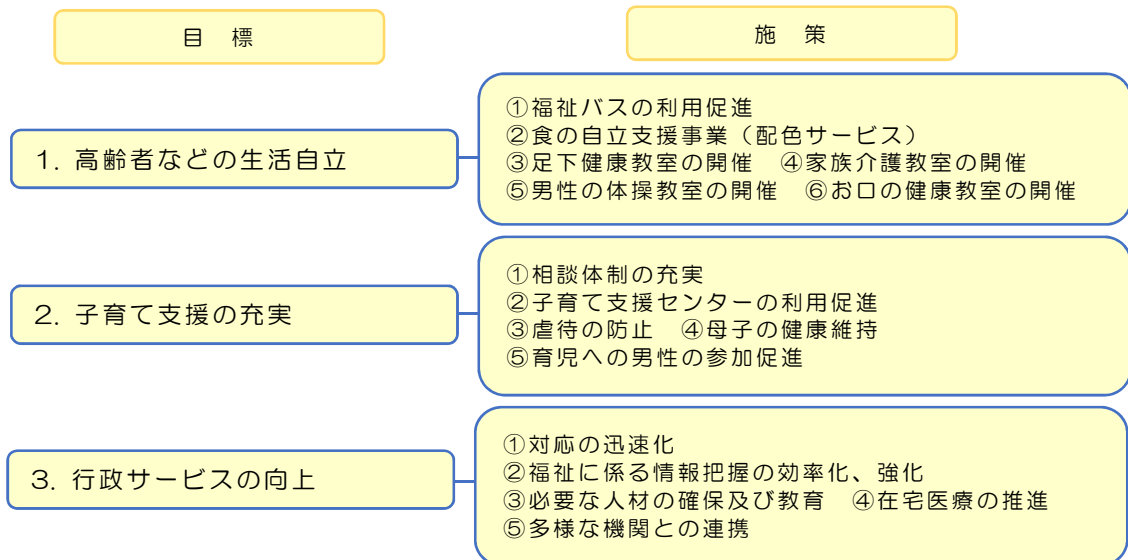 目 標
施 策
1. 高齢者などの生活自立
①福祉バスの利用促進
②食の自立支援事業（配色サービス）
③足下健康教室の開催 ④家族介護教室の開催
⑤男性の体操教室の開催 ⑥お口の健康教室の開催
2. 子育て支援の充実
①相談体制の充実
②子育て支援センターの利用促進
③虐待の防止 ④母子の健康維持
⑤育児への男性の参加促進
3. 行政サービスの向上
①対応の迅速化
②福祉に係る情報把握の効率化、強化
③必要な人材の確保及び教育 ④在宅医療の推進
⑤多様な機関との連携